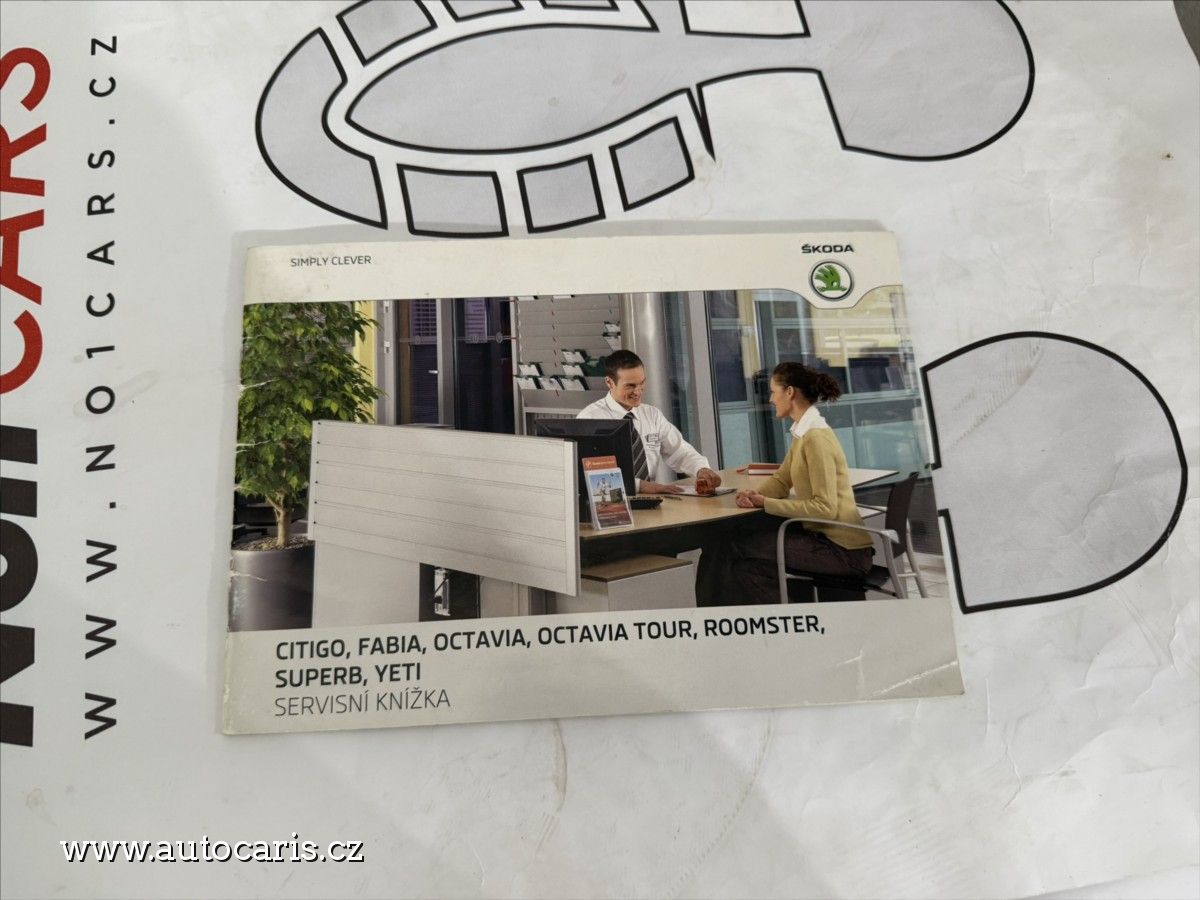 CARS
WWW.NO1CARS.CZ
SIMPLY CLEVER
ŠKODA
CITIGO, FABIA, OCTAVIA, OCTAVIA TOUR, ROOMSTER,
SUPERB, YETI
SERVISNÍ KNÍŽKA
www.autocaris.cz